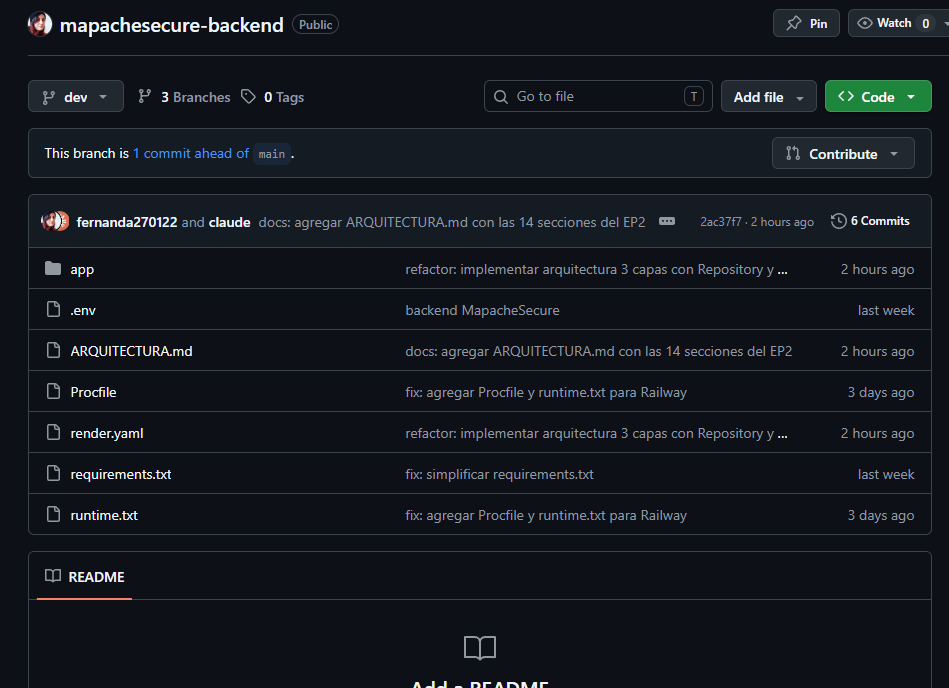 mapachesecure-backend Public Pin Watch 0
dev 3 Branches 0 Tags Go to file T Add file Code
This branch is 1 commit ahead of main .
Contribute
fernanda270122 and claude docs: agregar ARQUITECTURA.md con las 14 secciones del EP2 2ac37f7 · 2 hours ago 6 Commits
app refactor: implementar arquitectura 3 capas con Repository y ... 2 hours ago
.env backend MapacheSecure last week
ARQUITECTURA.md docs: agregar ARQUITECTURA.md con las 14 secciones del EP2 2 hours ago
Procfile fix: agregar Procfile y runtime.txt para Railway 3 days ago
render.yaml refactor: implementar arquitectura 3 capas con Repository y ... 2 hours ago
requirements.txt fix: simplificar requirements.txt last week
runtime.txt fix: agregar Procfile y runtime.txt para Railway 3 days ago
README
Add a README